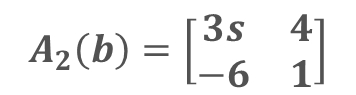 A₂(b) = [3s 4
-6 1]